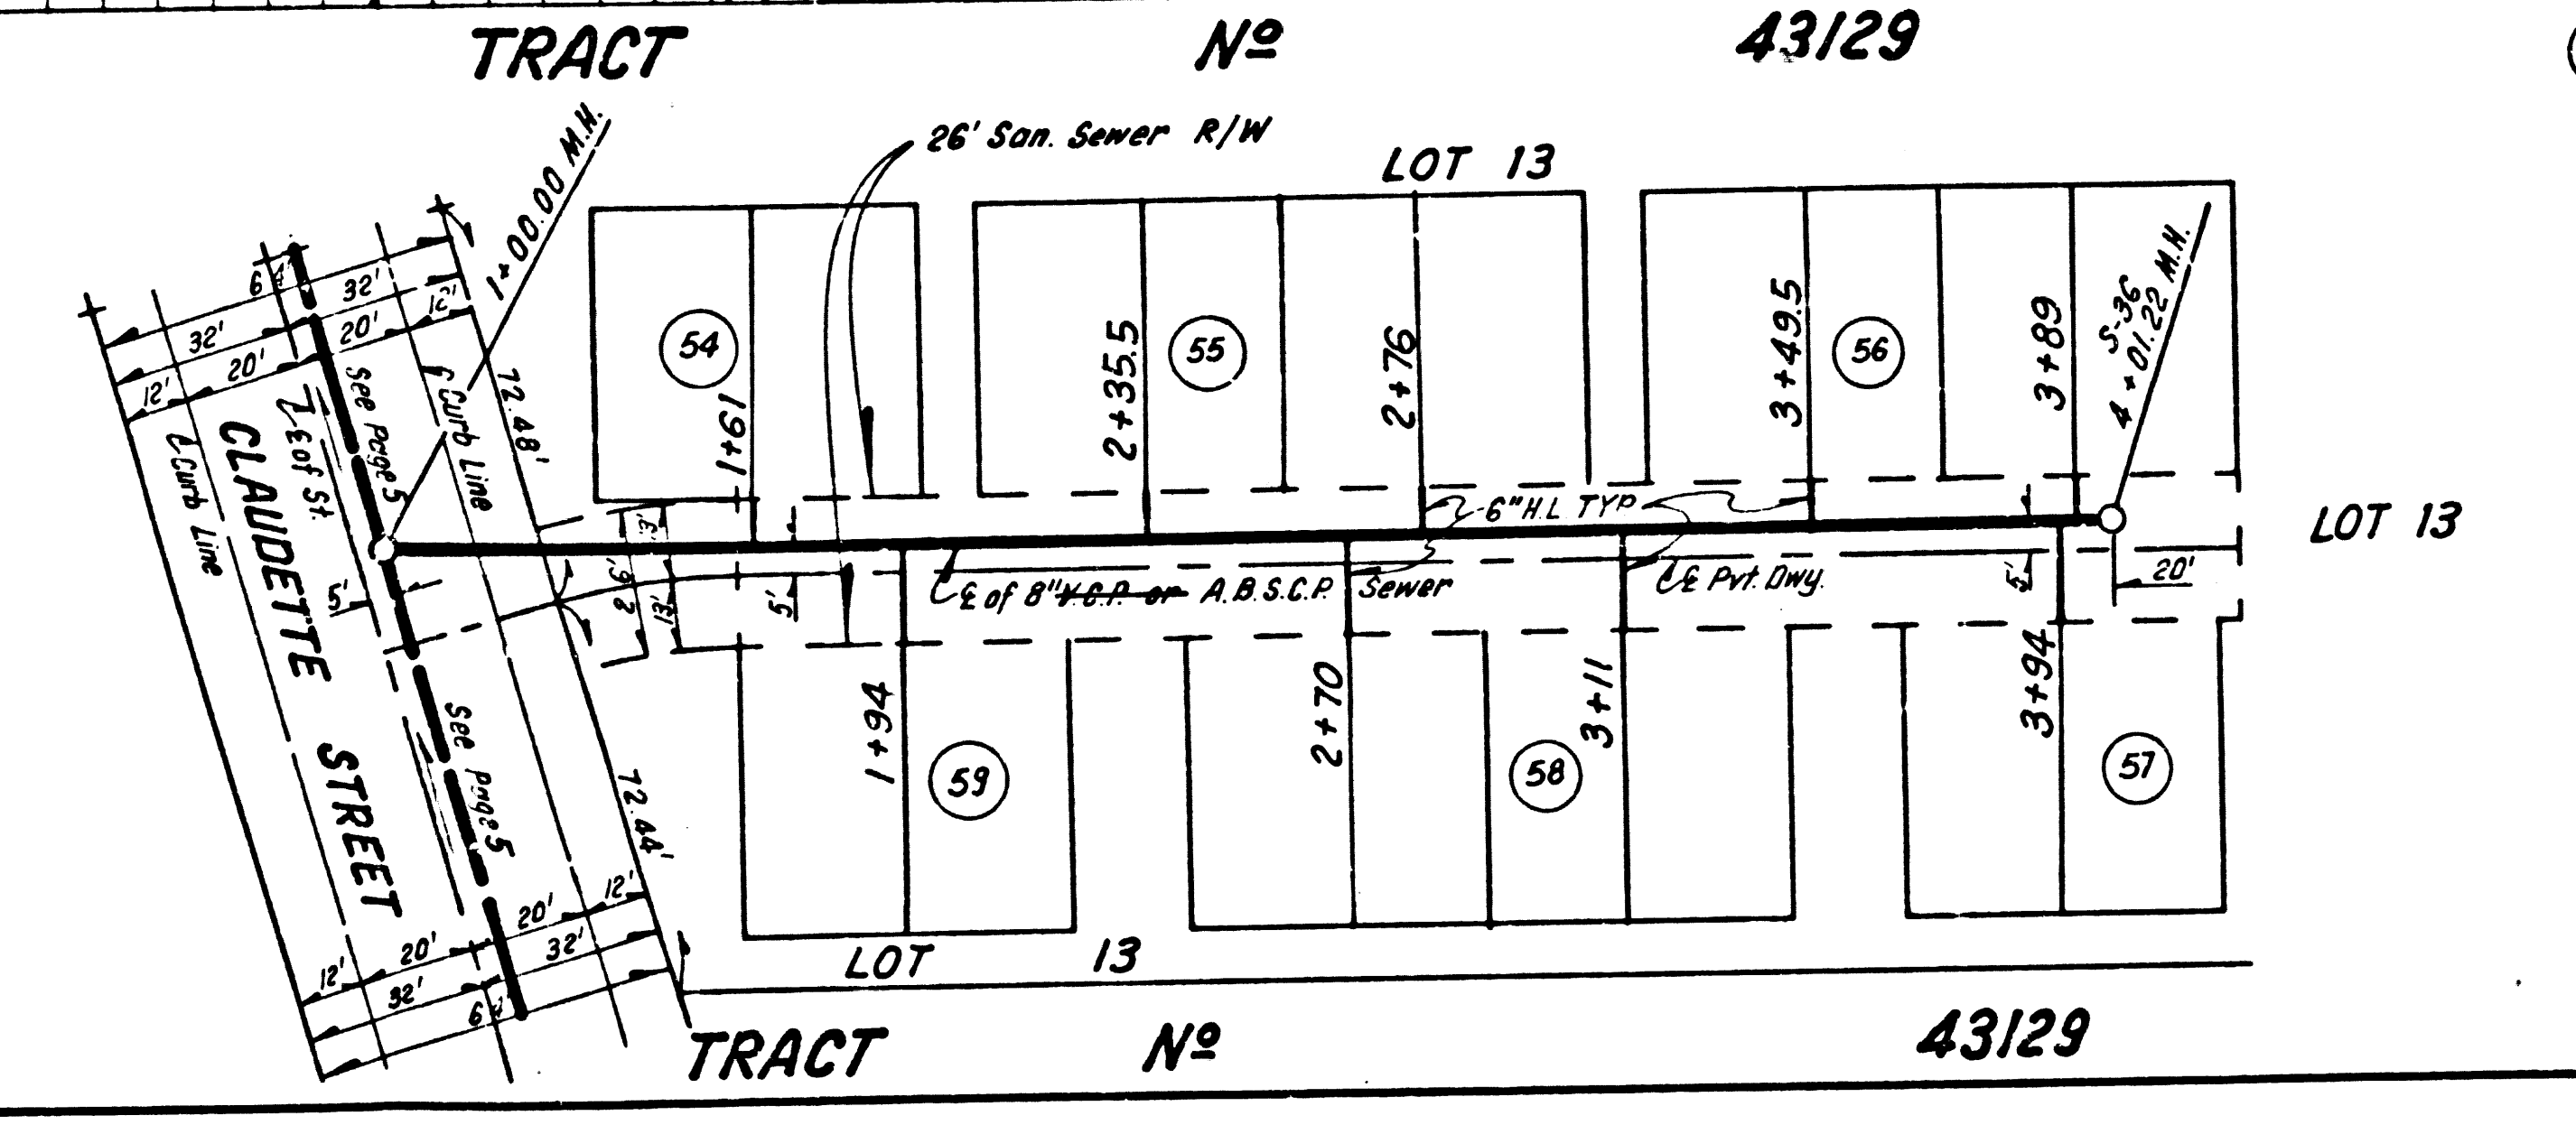 TRACT Nº 43129
26' San. Sewer R/W
LOT 13
1+00.00 M.H.
6 4' 32' 12'
32' 20'
12' 20'
See Page 5
Curb Line
72.48'
℄ of St.
CLAUDETTE STREET
Curb Line
54
1+61
2+35.5
55
2+76
3+49.5
56
3+89
S-36
4+01.22 M.H.
6" H.L TYP
LOT 13
5'
13'
26'
13'
5'
℄ of 8" V.C.P. or A.B.S.C.P. Sewer
℄ Pvt. Dwy.
5'
20'
See Page 5
72.44'
1+94
59
2+70
58
3+11
3+94
57
20' 12'
12' 20' 32'
32'
6 4'
LOT 13
TRACT Nº 43129